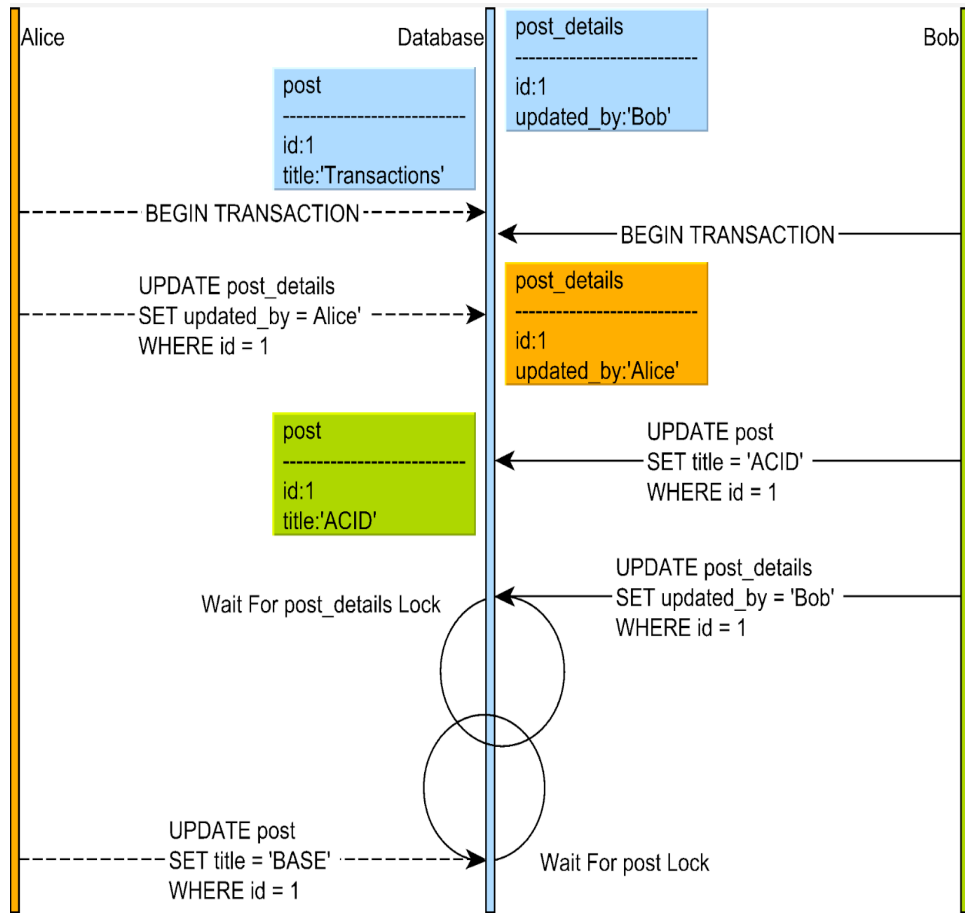 Alice
Database
Bob
post_details
---------------------------
id:1
updated_by:'Bob'
post
---------------------------
id:1
title:'Transactions'
BEGIN TRANSACTION
BEGIN TRANSACTION
UPDATE post_details
SET updated_by = Alice'
WHERE id = 1
post_details
---------------------------
id:1
updated_by:'Alice'
post
---------------------------
id:1
title:'ACID'
UPDATE post
SET title = 'ACID'
WHERE id = 1
UPDATE post_details
SET updated_by = 'Bob'
WHERE id = 1
Wait For post_details Lock
UPDATE post
SET title = 'BASE'
WHERE id = 1
Wait For post Lock